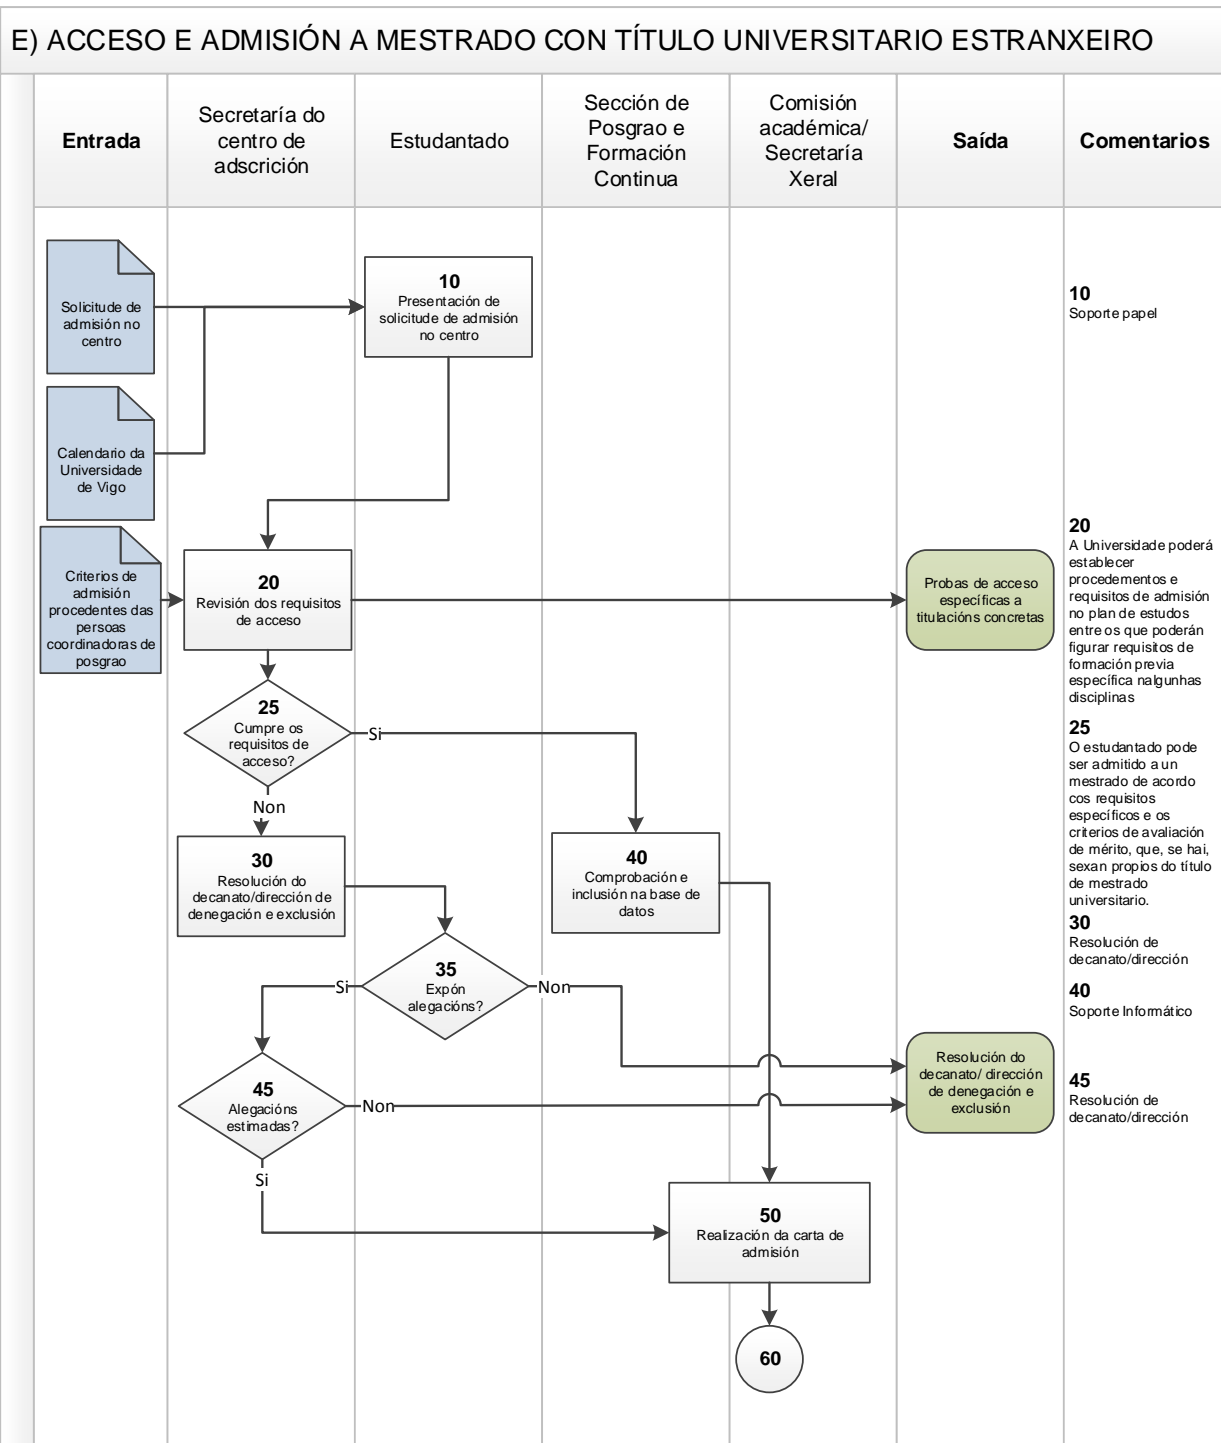 E) ACCESO E ADMISIÓN A MESTRADO CON TÍTULO UNIVERSITARIO ESTRANXEIRO
Entrada
Secretaría do
centro de
adscrición
Estudantado
Sección de
Posgrao e
Formación
Continua
Comisión
académica/
Secretaría
Xeral
Saída
Comentarios
Solicitude de
admisión no
centro
10
Presentación de
solicitude de admisión
no centro
10
Soporte papel
Calendario da
Universidade
de Vigo
Criterios de
admisión
procedentes das
persoas
coordinadoras de
posgrao
20
Revisión dos requisitos
de acceso
Probas de acceso
específicas a
titulacións concretas
20
A Universidade poderá
establecer
procedementos e
requisitos de admisión
no plan de estudos
entre os que poderán
figurar requisitos de
formación previa
específica nalgunhas
disciplinas
25
Cumpre os
requisitos de
acceso?
Si
Non
25
O estudantado pode
ser admitido a un
mestrado de acordo
cos requisitos
específicos e os
criterios de avaliación
de mérito, que, se hai,
sexan propios do título
de mestrado
universitario.
30
Resolución do
decanato/dirección de
denegación e exclusión
40
Comprobación e
inclusión na base de
datos
30
Resolución de
decanato/dirección
35
Expón
alegacións?
Si
Non
40
Soporte Informático
45
Alegacións
estimadas?
Non
Si
Resolución do
decanato/ dirección
de denegación e
exclusión
45
Resolución de
decanato/dirección
50
Realización da carta de
admisión
60